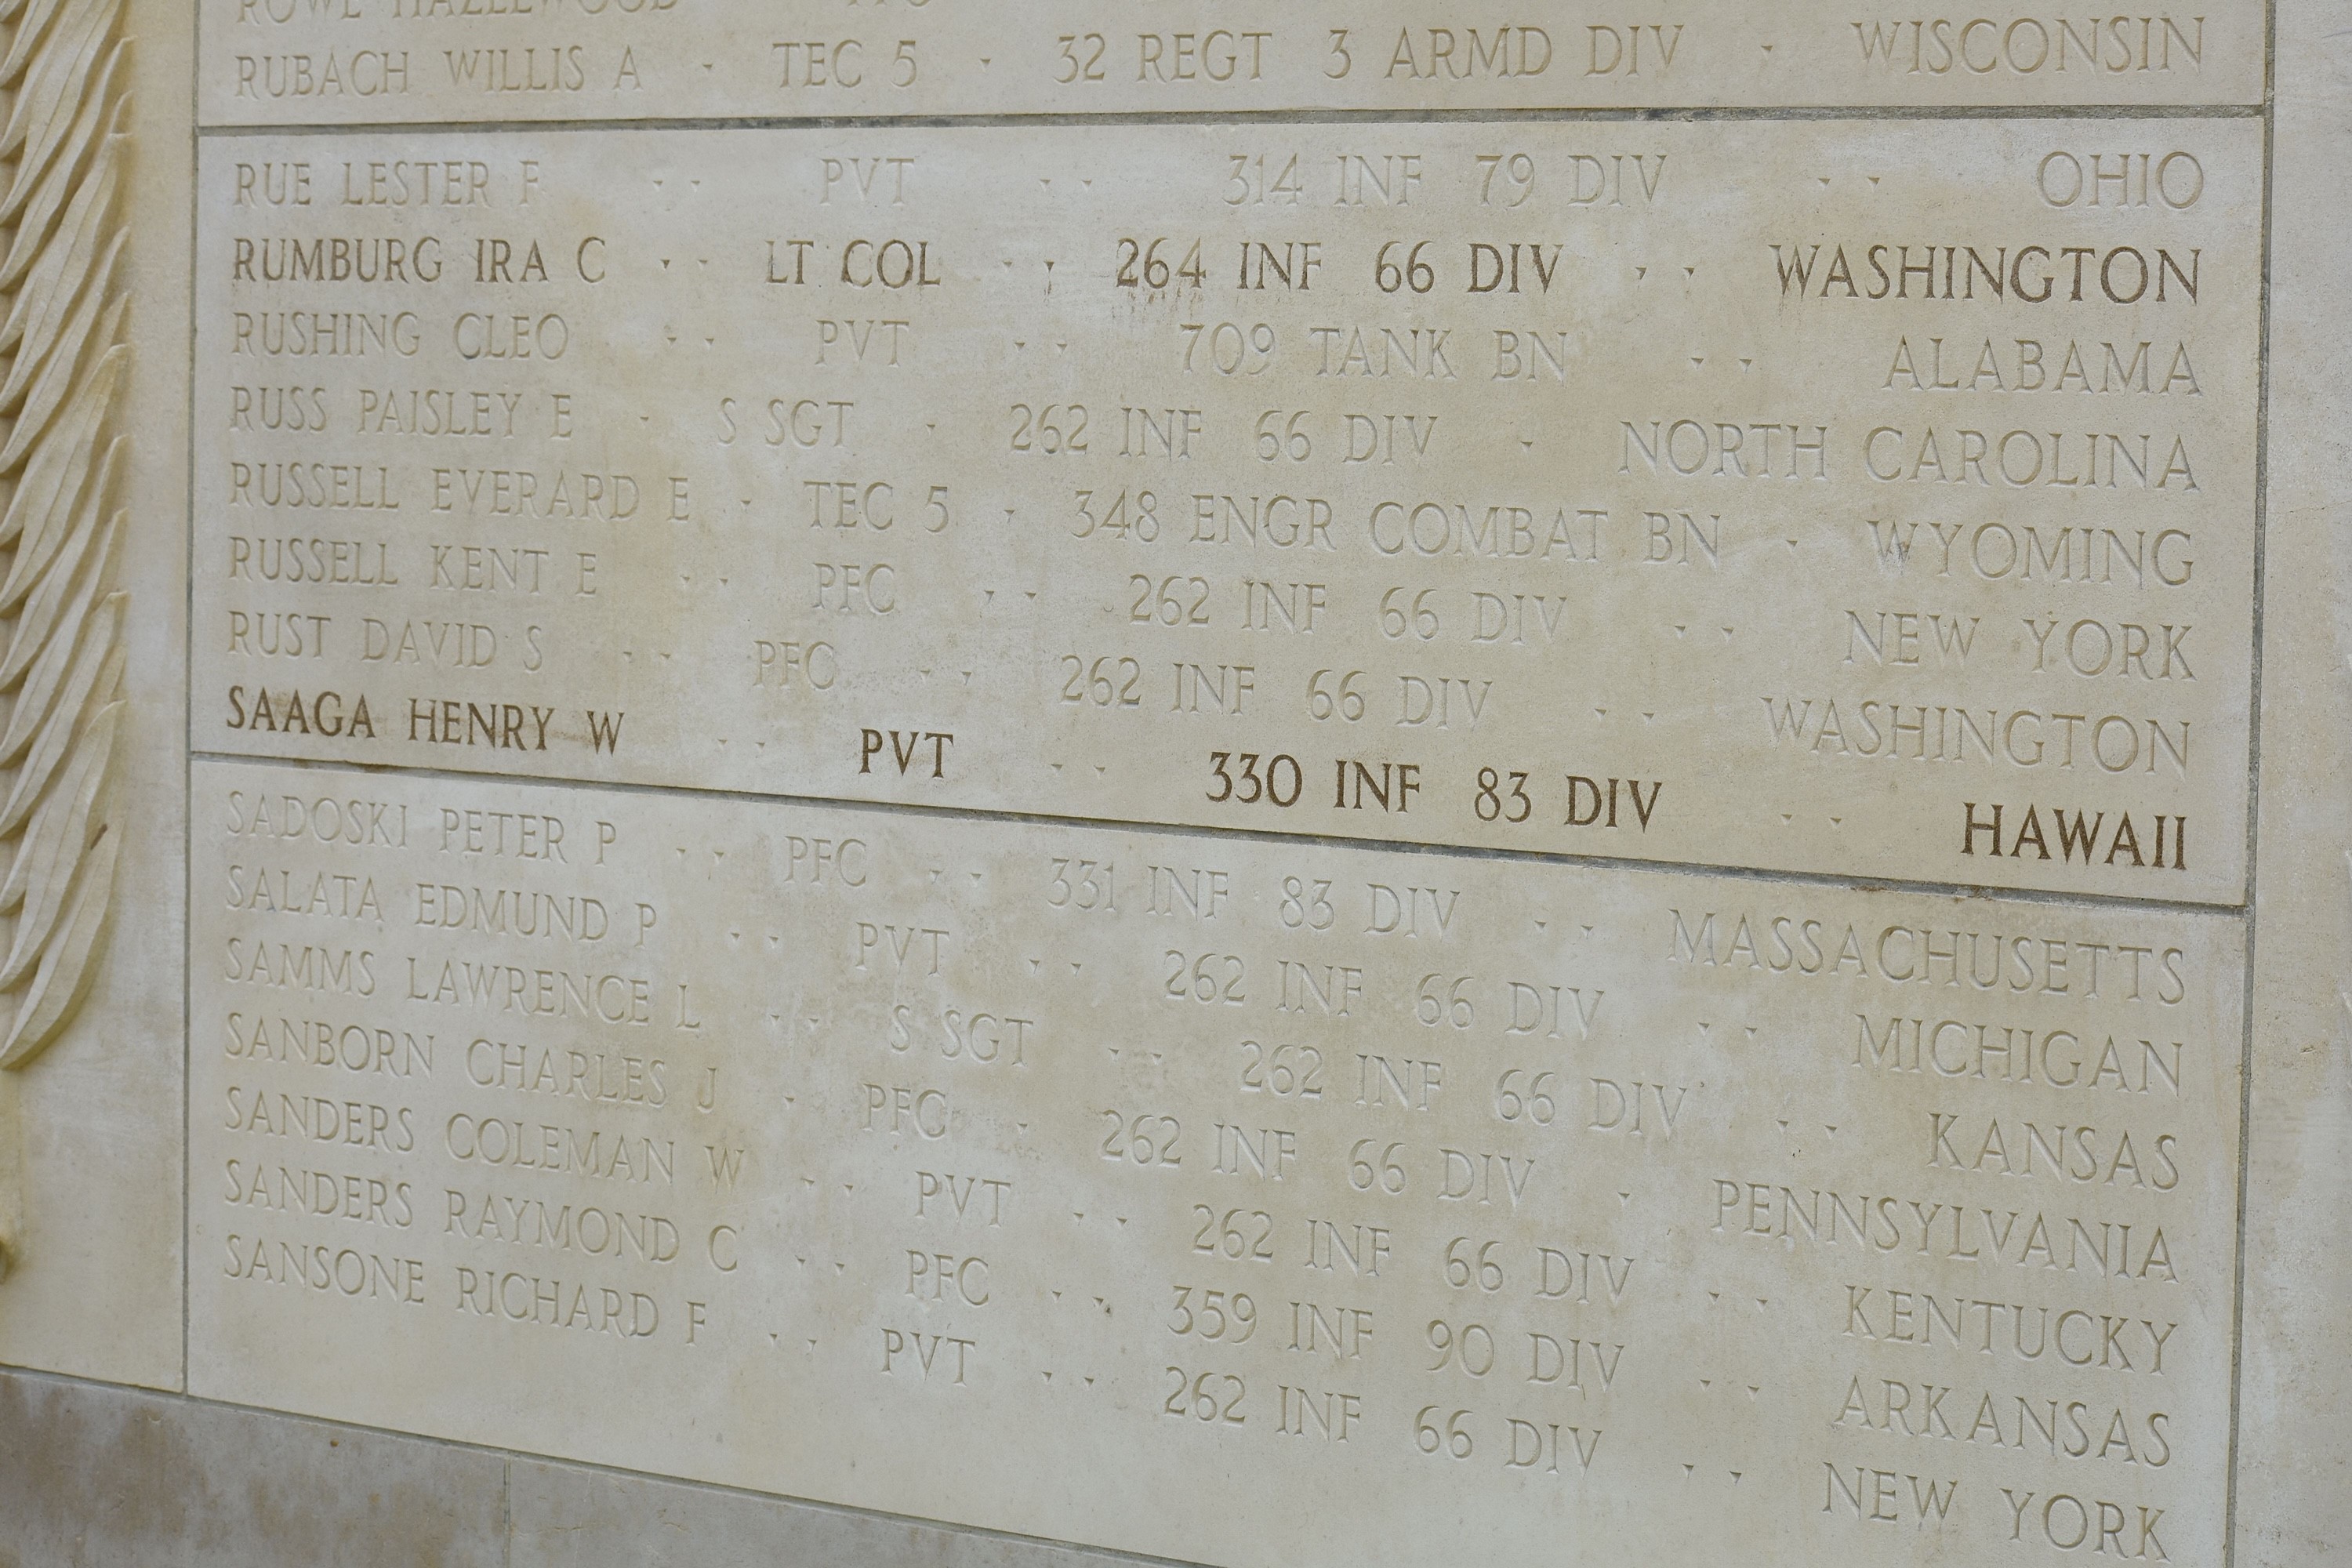 RUBACH WILLIS A · TEC 5 · 32 REGT 3 ARMD DIV · WISCONSIN
RUE LESTER F · · PVT · · 314 INF 79 DIV · · OHIO
RUMBURG IRA C · · LT COL · · 264 INF 66 DIV · · WASHINGTON
RUSHING CLEO · · PVT · · 709 TANK BN · · ALABAMA
RUSS PAISLEY E · S SGT · 262 INF 66 DIV · NORTH CAROLINA
RUSSELL EVERARD E · TEC 5 · 348 ENGR COMBAT BN · WYOMING
RUSSELL KENT E · · PFC · · 262 INF 66 DIV · · NEW YORK
RUST DAVID S · · PFC · · 262 INF 66 DIV · · WASHINGTON
SAAGA HENRY W · · PVT · · 330 INF 83 DIV · · HAWAII
SADOSKI PETER P · · PFC · · 331 INF 83 DIV · · MASSACHUSETTS
SALATA EDMUND P · · PVT · · 262 INF 66 DIV · · MICHIGAN
SAMMS LAWRENCE L · · S SGT · · 262 INF 66 DIV · · KANSAS
SANBORN CHARLES J · PFC · 262 INF 66 DIV · PENNSYLVANIA
SANDERS COLEMAN W · · PVT · · 262 INF 66 DIV · · KENTUCKY
SANDERS RAYMOND C · · PFC · · 359 INF 90 DIV · · ARKANSAS
SANSONE RICHARD F · · PVT · · 262 INF 66 DIV · · NEW YORK